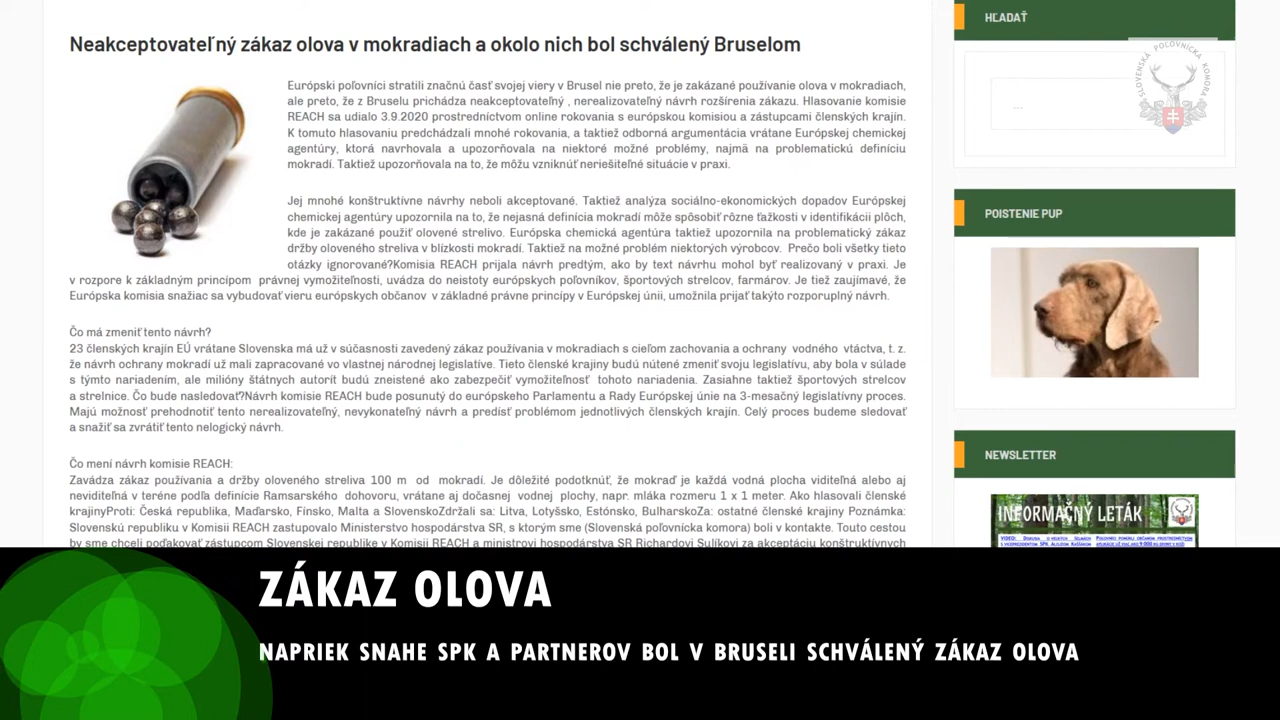 Neakceptovateľný zákaz olova v mokradiach a okolo nich bol schválený Bruselom
Európski poľovníci stratili značnú časť svojej viery v Brusel nie preto, že je zakázané používanie olova v mokradiach,
ale preto, že z Bruselu prichádza neakceptovateľný , nerealizovateľný návrh rozšírenia zákazu. Hlasovanie komisie
REACH sa udialo 3.9.2020 prostredníctvom online rokovania s európskou komisiou a zástupcami členských krajín.
K tomuto hlasovaniu predchádzali mnohé rokovania, a taktiež odborná argumentácia vrátane Európskej chemickej
agentúry, ktorá navrhovala a upozorňovala na niektoré možné problémy, najmä na problematickú definíciu
mokradí. Taktiež upozorňovala na to, že môžu vzniknúť neriešiteľné situácie v praxi.
Jej mnohé konštruktívne návrhy neboli akceptované. Taktiež analýza sociálno-ekonomických dopadov Európskej
chemickej agentúry upozornila na to, že nejasná definícia mokradí môže spôsobiť rôzne ťažkosti v identifikácii plôch,
kde je zakázané použiť olovené strelivo. Európska chemická agentúra taktiež upozornila na problematický zákaz
držby oloveného streliva v blízkosti mokradí. Taktiež na možné problém niektorých výrobcov. Prečo boli všetky tieto
otázky ignorované?Komisia REACH prijala návrh predtým, ako by text návrhu mohol byť realizovaný v praxi. Je
v rozpore k základným princípom právnej vymožiteľnosti, uvádza do neistoty európskych poľovníkov, športových strelcov, farmárov. Je tiež zaujímavé, že
Európska komisia snažiac sa vybudovať vieru európskych občanov v základné právne princípy v Európskej únii, umožnila prijať takýto rozporuplný návrh.
Čo má zmeniť tento návrh?
23 členských krajín EÚ vrátane Slovenska má už v súčasnosti zavedený zákaz používania v mokradiach s cieľom zachovania a ochrany vodného vtáctva, t. z.
že návrh ochrany mokradí už mali zapracované vo vlastnej národnej legislatíve. Tieto členské krajiny budú nútené zmeniť svoju legislatívu, aby bola v súlade
s týmto nariadením, ale milióny štátnych autorít budú zneistené ako zabezpečiť vymožiteľnosť tohoto nariadenia. Zasiahne taktiež športových strelcov
a strelnice. Čo bude nasledovať?Návrh komisie REACH bude posunutý do európskeho Parlamentu a Rady Európskej únie na 3-mesačný legislatívny proces.
Majú možnosť prehodnotiť tento nerealizovateľný, nevykonateľný návrh a predísť problémom jednotlivých členských krajín. Celý proces budeme sledovať
a snažiť sa zvrátiť tento nelogický návrh.
Čo mení návrh komisie REACH:
Zavádza zákaz používania a držby oloveného streliva 100 m od mokradí. Je dôležité podotknúť, že mokraď je každá vodná plocha viditeľná alebo aj
neviditeľná v teréne podľa definície Ramsarského dohovoru, vrátane aj dočasnej vodnej plochy, napr. mláka rozmeru 1 x 1 meter. Ako hlasovali členské
krajinyProti: Česká republika, Maďarsko, Fínsko, Malta a SlovenskoZdržali sa: Litva, Lotyšsko, Estónsko, BulharskoZa: ostatné členské krajiny Poznámka:
Slovenskú republiku v Komisii REACH zastupovalo Ministerstvo hospodárstva SR, s ktorým sme (Slovenská poľovnícka komora) boli v kontakte. Touto cestou
by sme chceli poďakovať zástupcom Slovenskej republike v Komisii REACH a ministrovi hospodárstva SR Richardovi Sulíkovi za akceptáciu konštruktívnych
HĽADAŤ
...
SLOVENSKÁ POĽOVNÍCKA KOMORA
POISTENIE PUP
NEWSLETTER
INFORMAČNÝ LETÁK
ZÁKAZ OLOVA
NAPRIEK SNAHE SPK A PARTNEROV BOL V BRUSELI SCHVÁLENÝ ZÁKAZ OLOVA